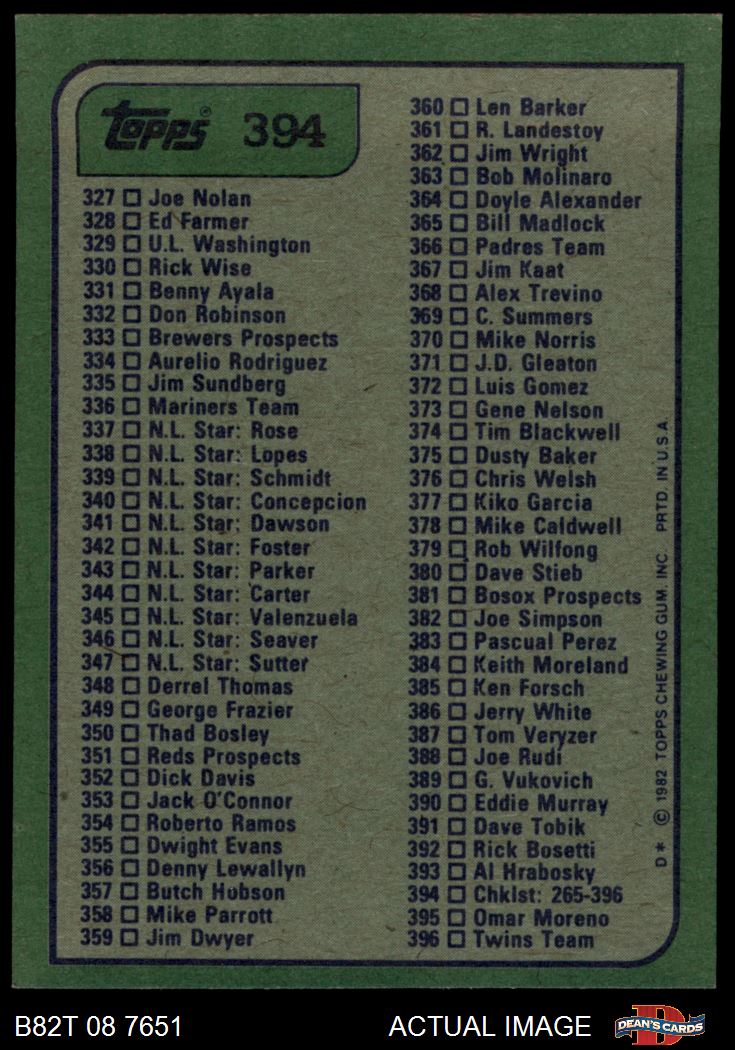 Topps® 394
327 □ Joe Nolan
328 □ Ed Farmer
329 □ U.L. Washington
330 □ Rick Wise
331 □ Benny Ayala
332 □ Don Robinson
333 □ Brewers Prospects
334 □ Aurelio Rodriguez
335 □ Jim Sundberg
336 □ Mariners Team
337 □ N.L. Star: Rose
338 □ N.L. Star: Lopes
339 □ N.L. Star: Schmidt
340 □ N.L. Star: Concepcion
341 □ N.L. Star: Dawson
342 □ N.L. Star: Foster
343 □ N.L. Star: Parker
344 □ N.L. Star: Carter
345 □ N.L. Star: Valenzuela
346 □ N.L. Star: Seaver
347 □ N.L. Star: Sutter
348 □ Derrel Thomas
349 □ George Frazier
350 □ Thad Bosley
351 □ Reds Prospects
352 □ Dick Davis
353 □ Jack O'Connor
354 □ Roberto Ramos
355 □ Dwight Evans
356 □ Denny Lewallyn
357 □ Butch Hobson
358 □ Mike Parrott
359 □ Jim Dwyer
360 □ Len Barker
361 □ R. Landestoy
362 □ Jim Wright
363 □ Bob Molinaro
364 □ Doyle Alexander
365 □ Bill Madlock
366 □ Padres Team
367 □ Jim Kaat
368 □ Alex Trevino
369 □ C. Summers
370 □ Mike Norris
371 □ J.D. Gleaton
372 □ Luis Gomez
373 □ Gene Nelson
374 □ Tim Blackwell
375 □ Dusty Baker
376 □ Chris Welsh
377 □ Kiko Garcia
378 □ Mike Caldwell
379 □ Rob Wilfong
380 □ Dave Stieb
381 □ Bosox Prospects
382 □ Joe Simpson
383 □ Pascual Perez
384 □ Keith Moreland
385 □ Ken Forsch
386 □ Jerry White
387 □ Tom Veryzer
388 □ Joe Rudi
389 □ G. Vukovich
390 □ Eddie Murray
391 □ Dave Tobik
392 □ Rick Bosetti
393 □ Al Hrabosky
394 □ Chklst: 265-396
395 □ Omar Moreno
396 □ Twins Team
D* © 1982 TOPPS CHEWING GUM, INC. PRTD. IN U.S.A.
B82T 08 7651 ACTUAL IMAGE DEAN'S CARDS